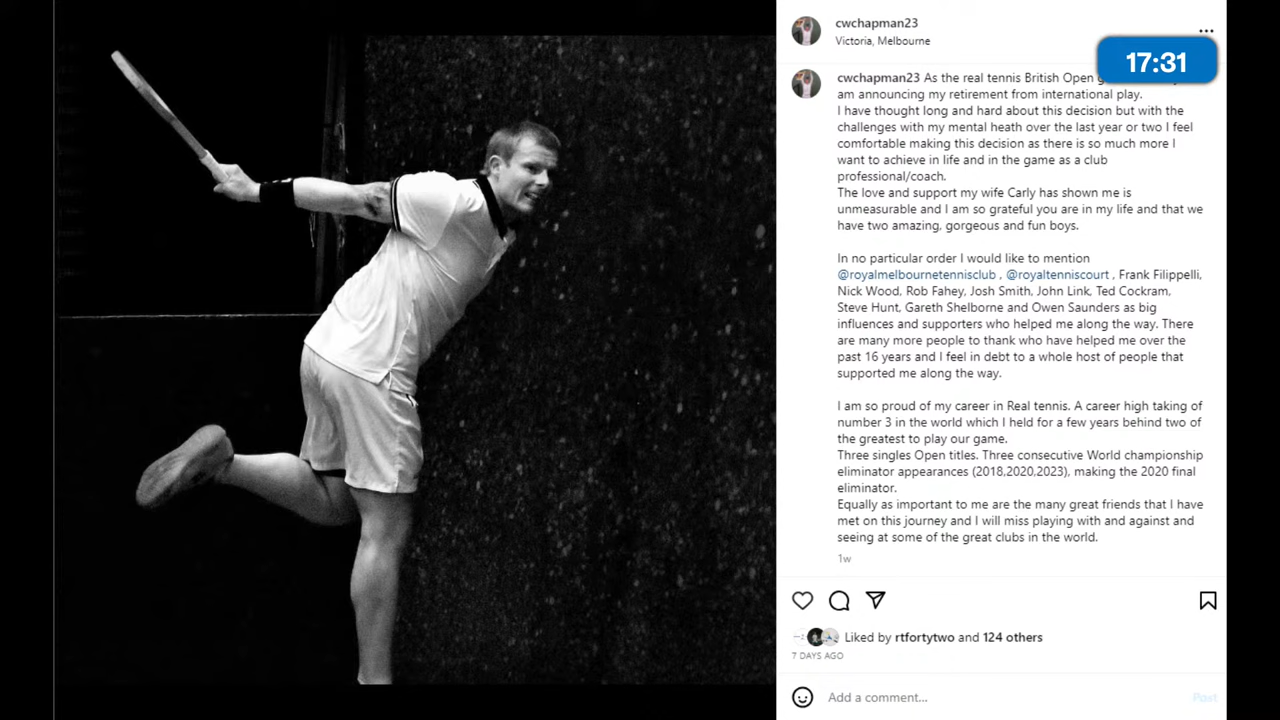 cwchapman23
Victoria, Melbourne
17:31
cwchapman23 As the real tennis British Open g
am announcing my retirement from international play.
I have thought long and hard about this decision but with the
challenges with my mental heath over the last year or two I feel
comfortable making this decision as there is so much more I
want to achieve in life and in the game as a club
professional/coach.
The love and support my wife Carly has shown me is
unmeasurable and I am so grateful you are in my life and that we
have two amazing, gorgeous and fun boys.
In no particular order I would like to mention
@royalmelbournetennisclub , @royaltenniscourt , Frank Filippelli,
Nick Wood, Rob Fahey, Josh Smith, John Link, Ted Cockram,
Steve Hunt, Gareth Shelborne and Owen Saunders as big
influences and supporters who helped me along the way. There
are many more people to thank who have helped me over the
past 16 years and I feel in debt to a whole host of people that
supported me along the way.
I am so proud of my career in Real tennis. A career high taking of
number 3 in the world which I held for a few years behind two of
the greatest to play our game.
Three singles Open titles. Three consecutive World championship
eliminator appearances (2018,2020,2023), making the 2020 final
eliminator.
Equally as important to me are the many great friends that I have
met on this journey and I will miss playing with and against and
seeing at some of the great clubs in the world.
1w
Liked by rtfortytwo and 124 others
7 DAYS AGO
Add a comment...
Post